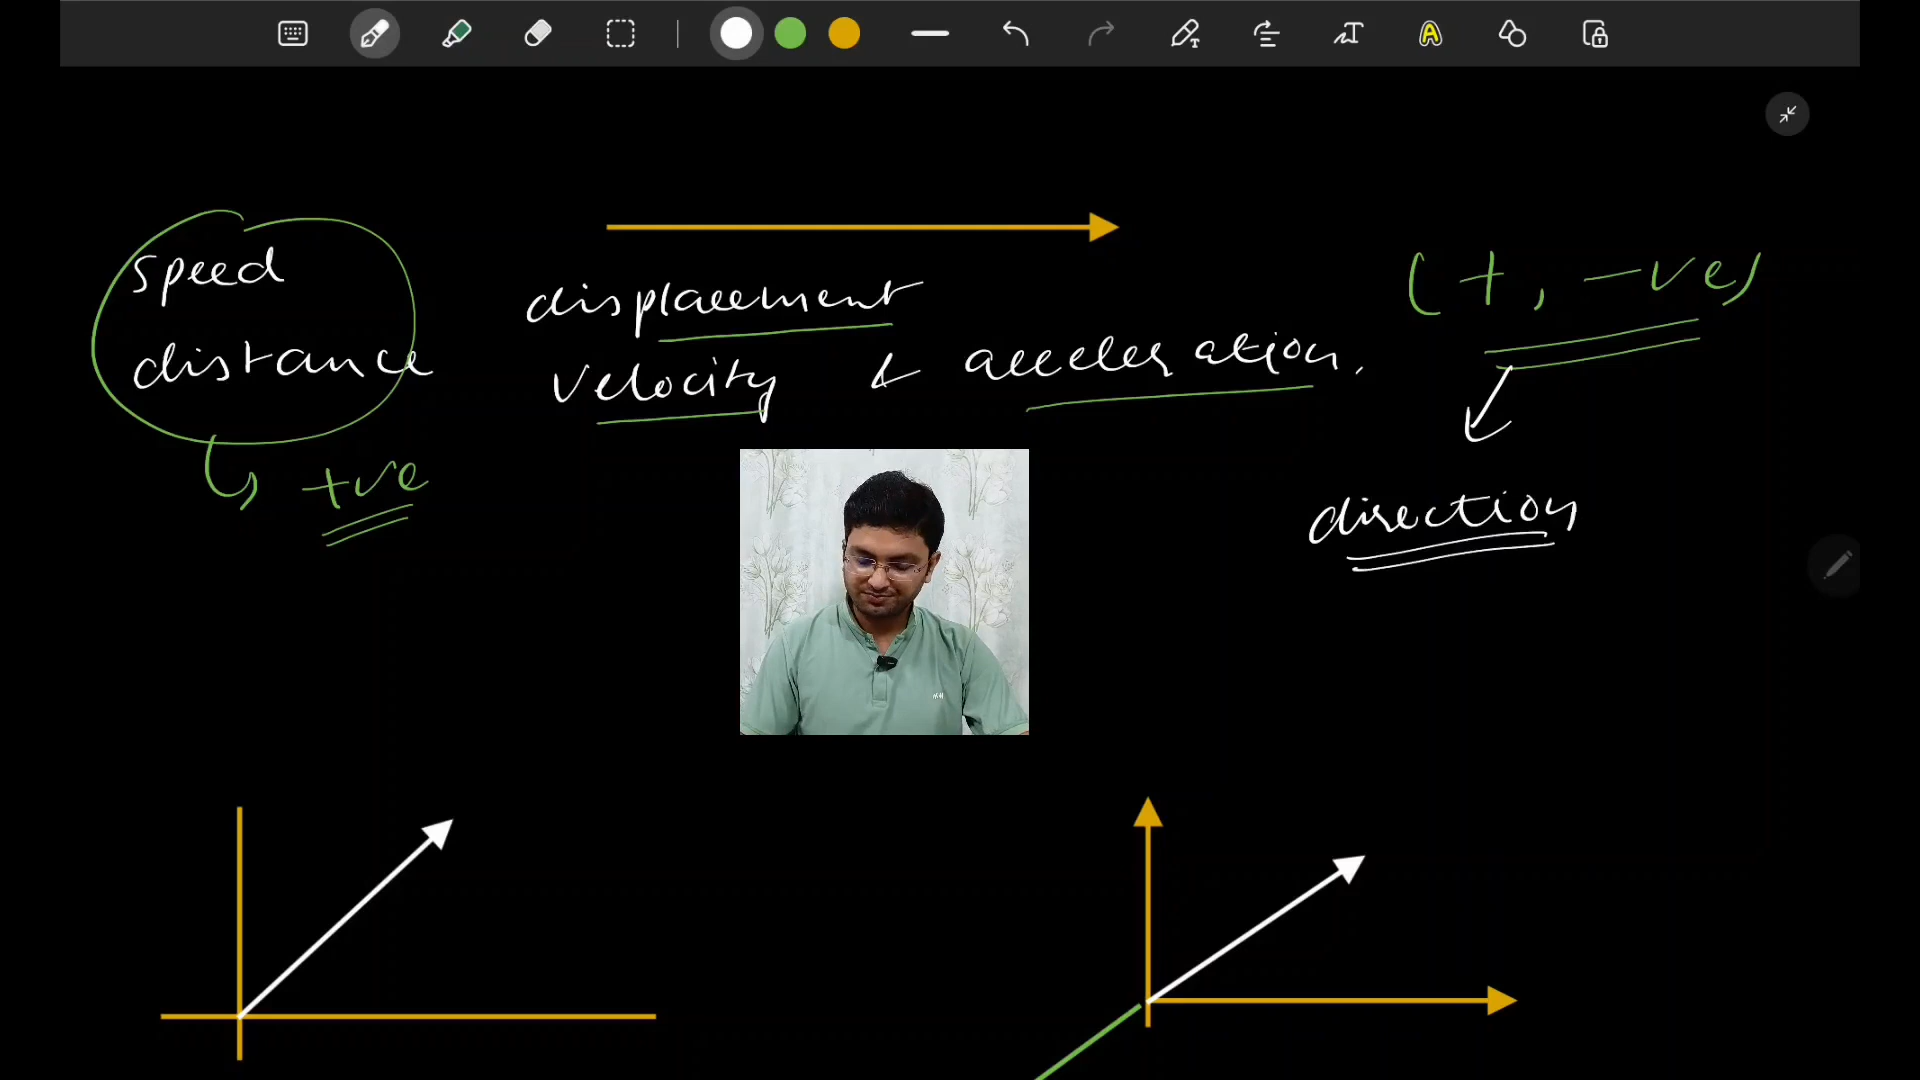 speed
distance
+ve
displacement
velocity & acceleration.
(+, -ve)
direction